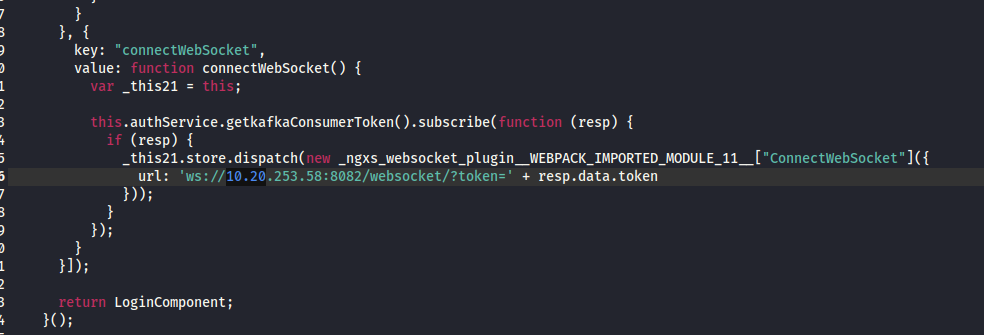 7 }
8 }, {
9 key: "connectWebSocket",
0 value: function connectWebSocket() {
1 var _this21 = this;
2
3 this.authService.getkafkaConsumerToken().subscribe(function (resp) {
4 if (resp) {
5 _this21.store.dispatch(new _ngxs_websocket_plugin__WEBPACK_IMPORTED_MODULE_11__["ConnectWebSocket"]({
6 url: 'ws://10.20.253.58:8082/websocket/?token=' + resp.data.token
7 }));
8 }
9 });
0 }
1 }]);
2
3 return LoginComponent;
4 }();